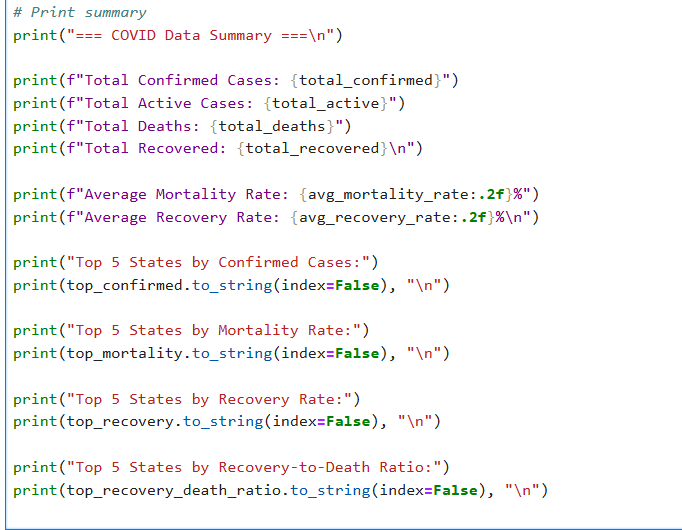 # Print summary
print("=== COVID Data Summary ===\n")
print(f"Total Confirmed Cases: {total_confirmed}")
print(f"Total Active Cases: {total_active}")
print(f"Total Deaths: {total_deaths}")
print(f"Total Recovered: {total_recovered}\n")
print(f"Average Mortality Rate: {avg_mortality_rate:.2f}%")
print(f"Average Recovery Rate: {avg_recovery_rate:.2f}%\n")
print("Top 5 States by Confirmed Cases:")
print(top_confirmed.to_string(index=False), "\n")
print("Top 5 States by Mortality Rate:")
print(top_mortality.to_string(index=False), "\n")
print("Top 5 States by Recovery Rate:")
print(top_recovery.to_string(index=False), "\n")
print("Top 5 States by Recovery-to-Death Ratio:")
print(top_recovery_death_ratio.to_string(index=False), "\n")